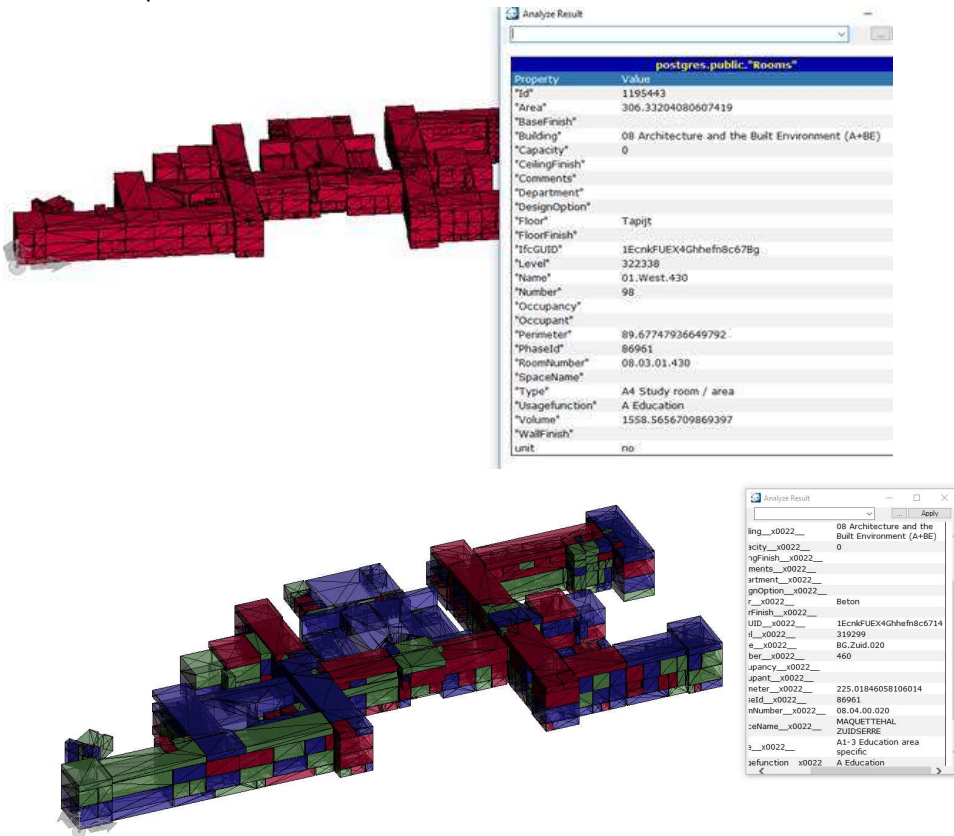 Analyze Result
...
postgres.public."Rooms"
Property Value
"Id" 1195443
"Area" 306.33204080607419
"BaseFinish"
"Building" 08 Architecture and the Built Environment (A+BE)
"Capacity" 0
"CeilingFinish"
"Comments"
"Department"
"DesignOption"
"Floor" Tapijt
"FloorFinish"
"IfcGUID" 1EcnkFUEX4Ghhefn8c67Bg
"Level" 322338
"Name" 01.West.430
"Number" 98
"Occupancy"
"Occupant"
"Perimeter" 89.67747936649792
"PhaseId" 86961
"RoomNumber" 08.03.01.430
"SpaceName"
"Type" A4 Study room / area
"Usagefunction" A Education
"Volume" 1558.5656709869397
"WallFinish"
unit no
Analyze Result
... Apply
ling__x0022__ 08 Architecture and the
Built Environment (A+BE)
acity__x0022__ 0
ngFinish__x0022__
ments__x0022__
artment__x0022__
gnOption__x0022__
r__x0022__ Beton
rFinish__x0022__
UID__x0022__ 1EcnkFUEX4Ghhefn8c6714
el__x0022__ 319299
e__x0022__ BG.Zuid.020
ber__x0022__ 460
upancy__x0022__
upant__x0022__
meter__x0022__ 225.01846058106014
seId__x0022__ 86961
mNumber__x0022__ 08.04.00.020
ceName__x0022__ MAQUETTEHAL
ZUIDSERRE
e__x0022__ A1-3 Education area
specific
efunction__x0022 A Education